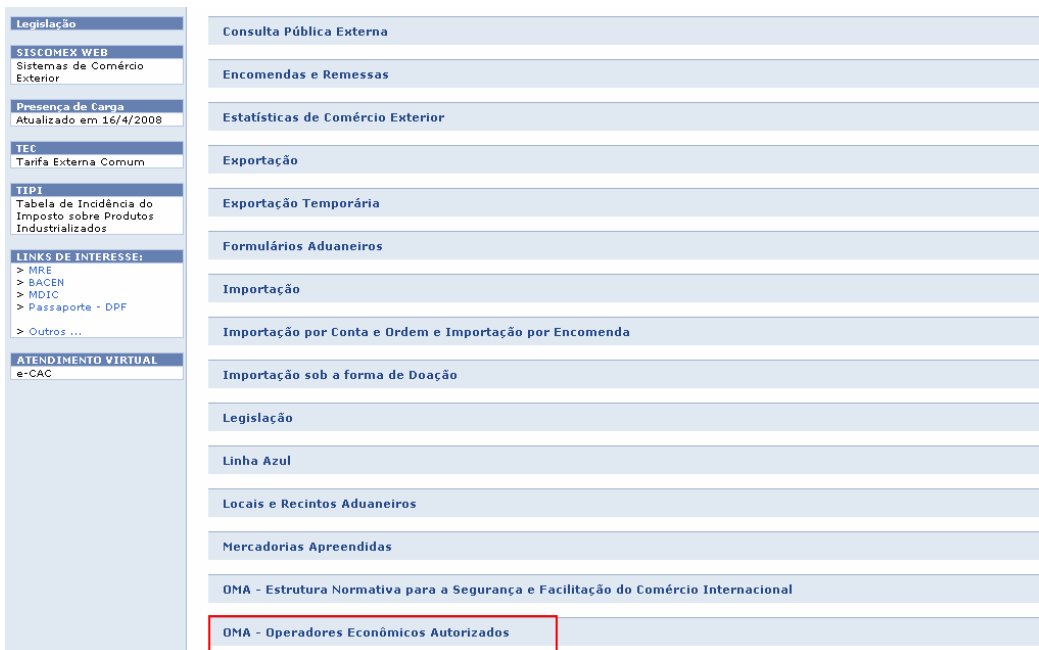 Legislação
SISCOMEX WEB
Sistemas de Comércio
Exterior
Presença de Carga
Atualizado em 16/4/2008
TEC
Tarifa Externa Comum
TIPI
Tabela de Incidência do
Imposto sobre Produtos
Industrializados
LINKS DE INTERESSE:
> MRE
> BACEN
> MDIC
> Passaporte - DPF
> Outros ...
ATENDIMENTO VIRTUAL
e-CAC
Consulta Pública Externa
Encomendas e Remessas
Estatísticas de Comércio Exterior
Exportação
Exportação Temporária
Formulários Aduaneiros
Importação
Importação por Conta e Ordem e Importação por Encomenda
Importação sob a forma de Doação
Legislação
Linha Azul
Locais e Recintos Aduaneiros
Mercadorias Apreendidas
OMA - Estrutura Normativa para a Segurança e Facilitação do Comércio Internacional
OMA - Operadores Econômicos Autorizados